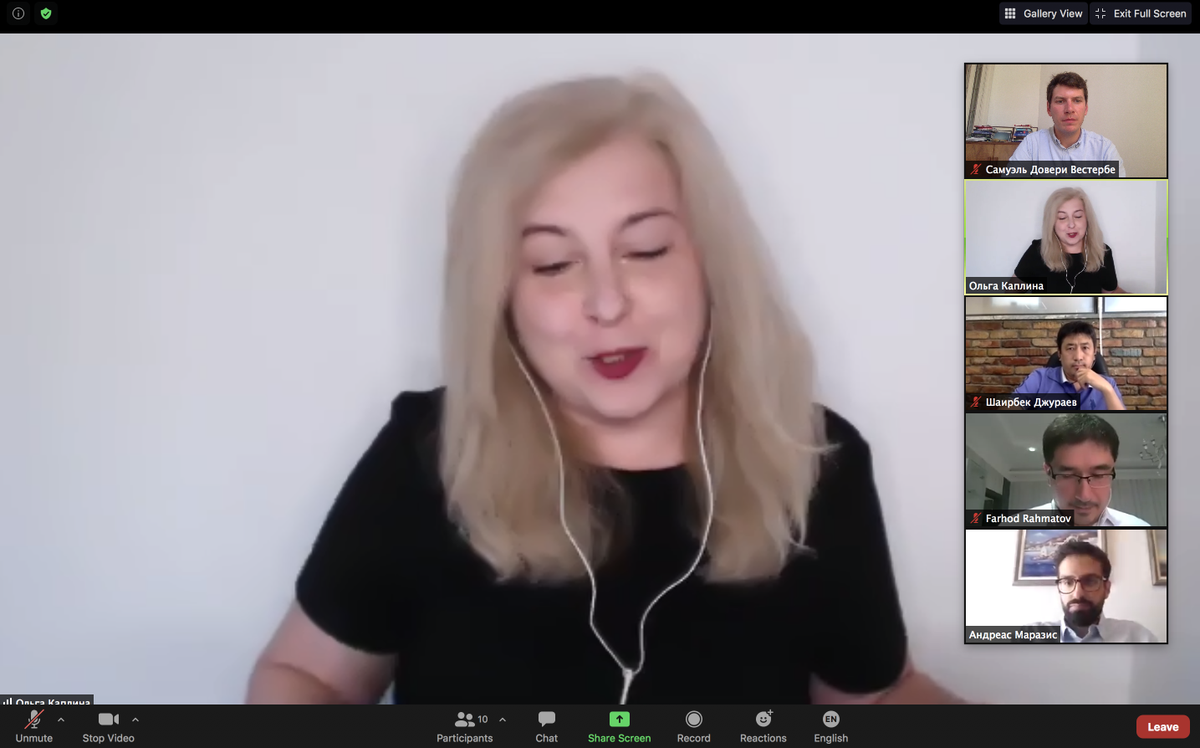 Gallery View
Exit Full Screen
Самуэль Довери Вестербе
Ольга Каплина
Шаирбек Джураев
Farhod Rahmatov
Андреас Маразис
Ольга Каплина
Unmute
Stop Video
10
Participants
Chat
Share Screen
Record
Reactions
EN
English
Leave